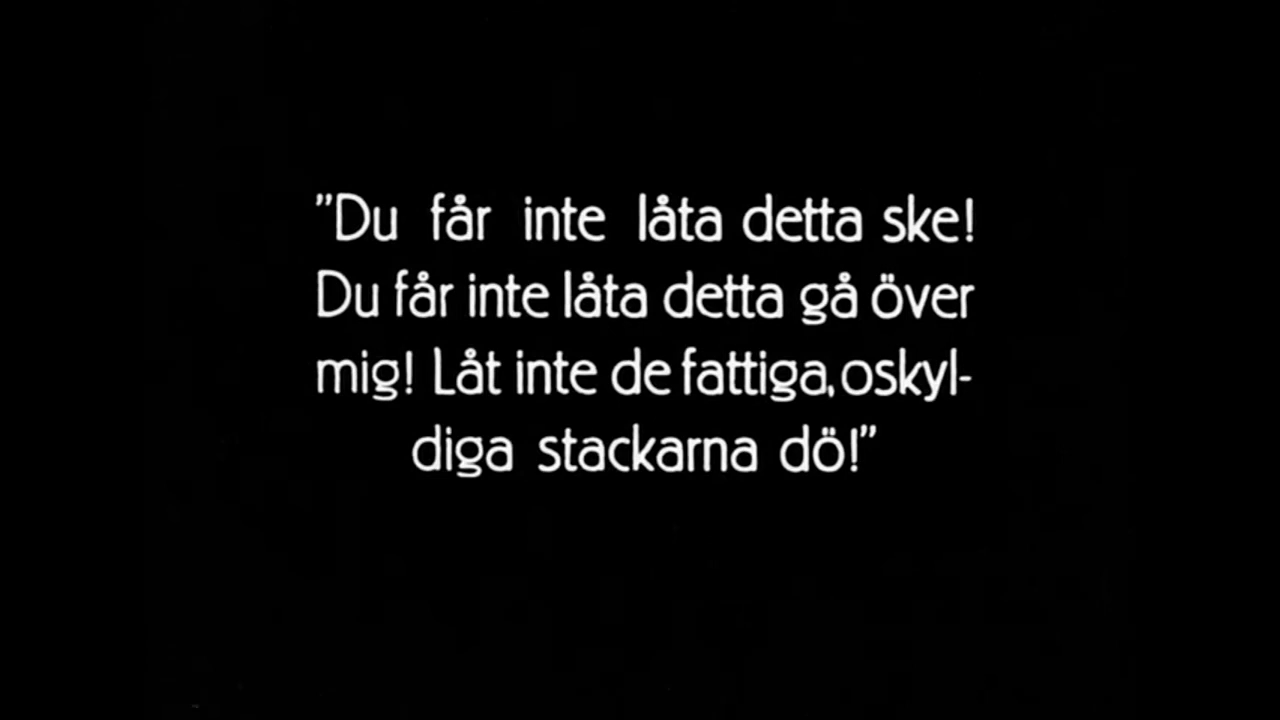 ”Du får inte låta detta ske!
Du får inte låta detta gå över
mig! Låt inte de fattiga, oskyl-
diga stackarna dö!”